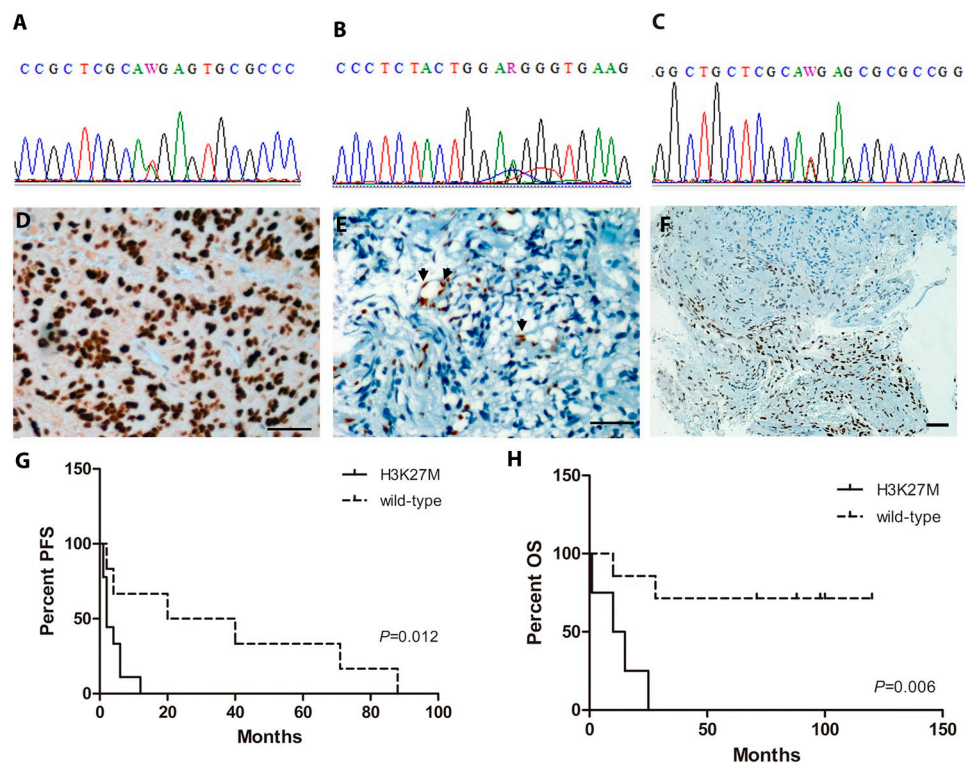 A
B
C
CCGCTCGCAWGAGTGCGCCC
CCCTCTACTGGARGGGTGAAG
GGCTGCTCGCAWGAGCGCGCCGG
D
E
F
G
150
100
50
0
Percent PFS
H3K27M
wild-type
P=0.012
0 20 40 60 80 100
Months
H
150
100
50
0
Percent OS
H3K27M
wild-type
P=0.006
0 50 100 150
Months